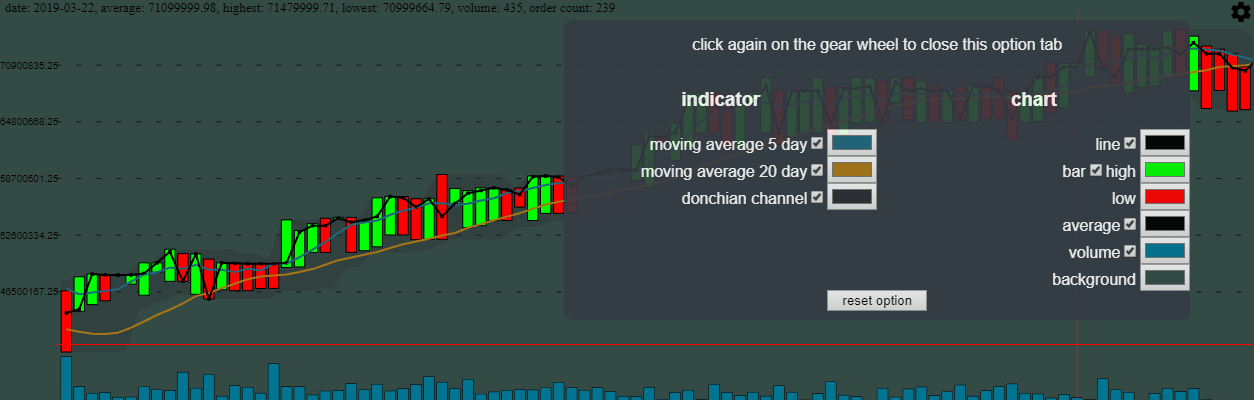 date: 2019-03-22, average: 71099999.98, highest: 71479999.71, lowest: 70999664.79, volume: 435, order count: 239
click again on the gear wheel to close this option tab
70900835.25
indicator chart
64800668.25
moving average 5 day line
moving average 20 day bar high
58700501.25
donchian channel low
average
52600334.25
volume
background
46500167.25
reset option